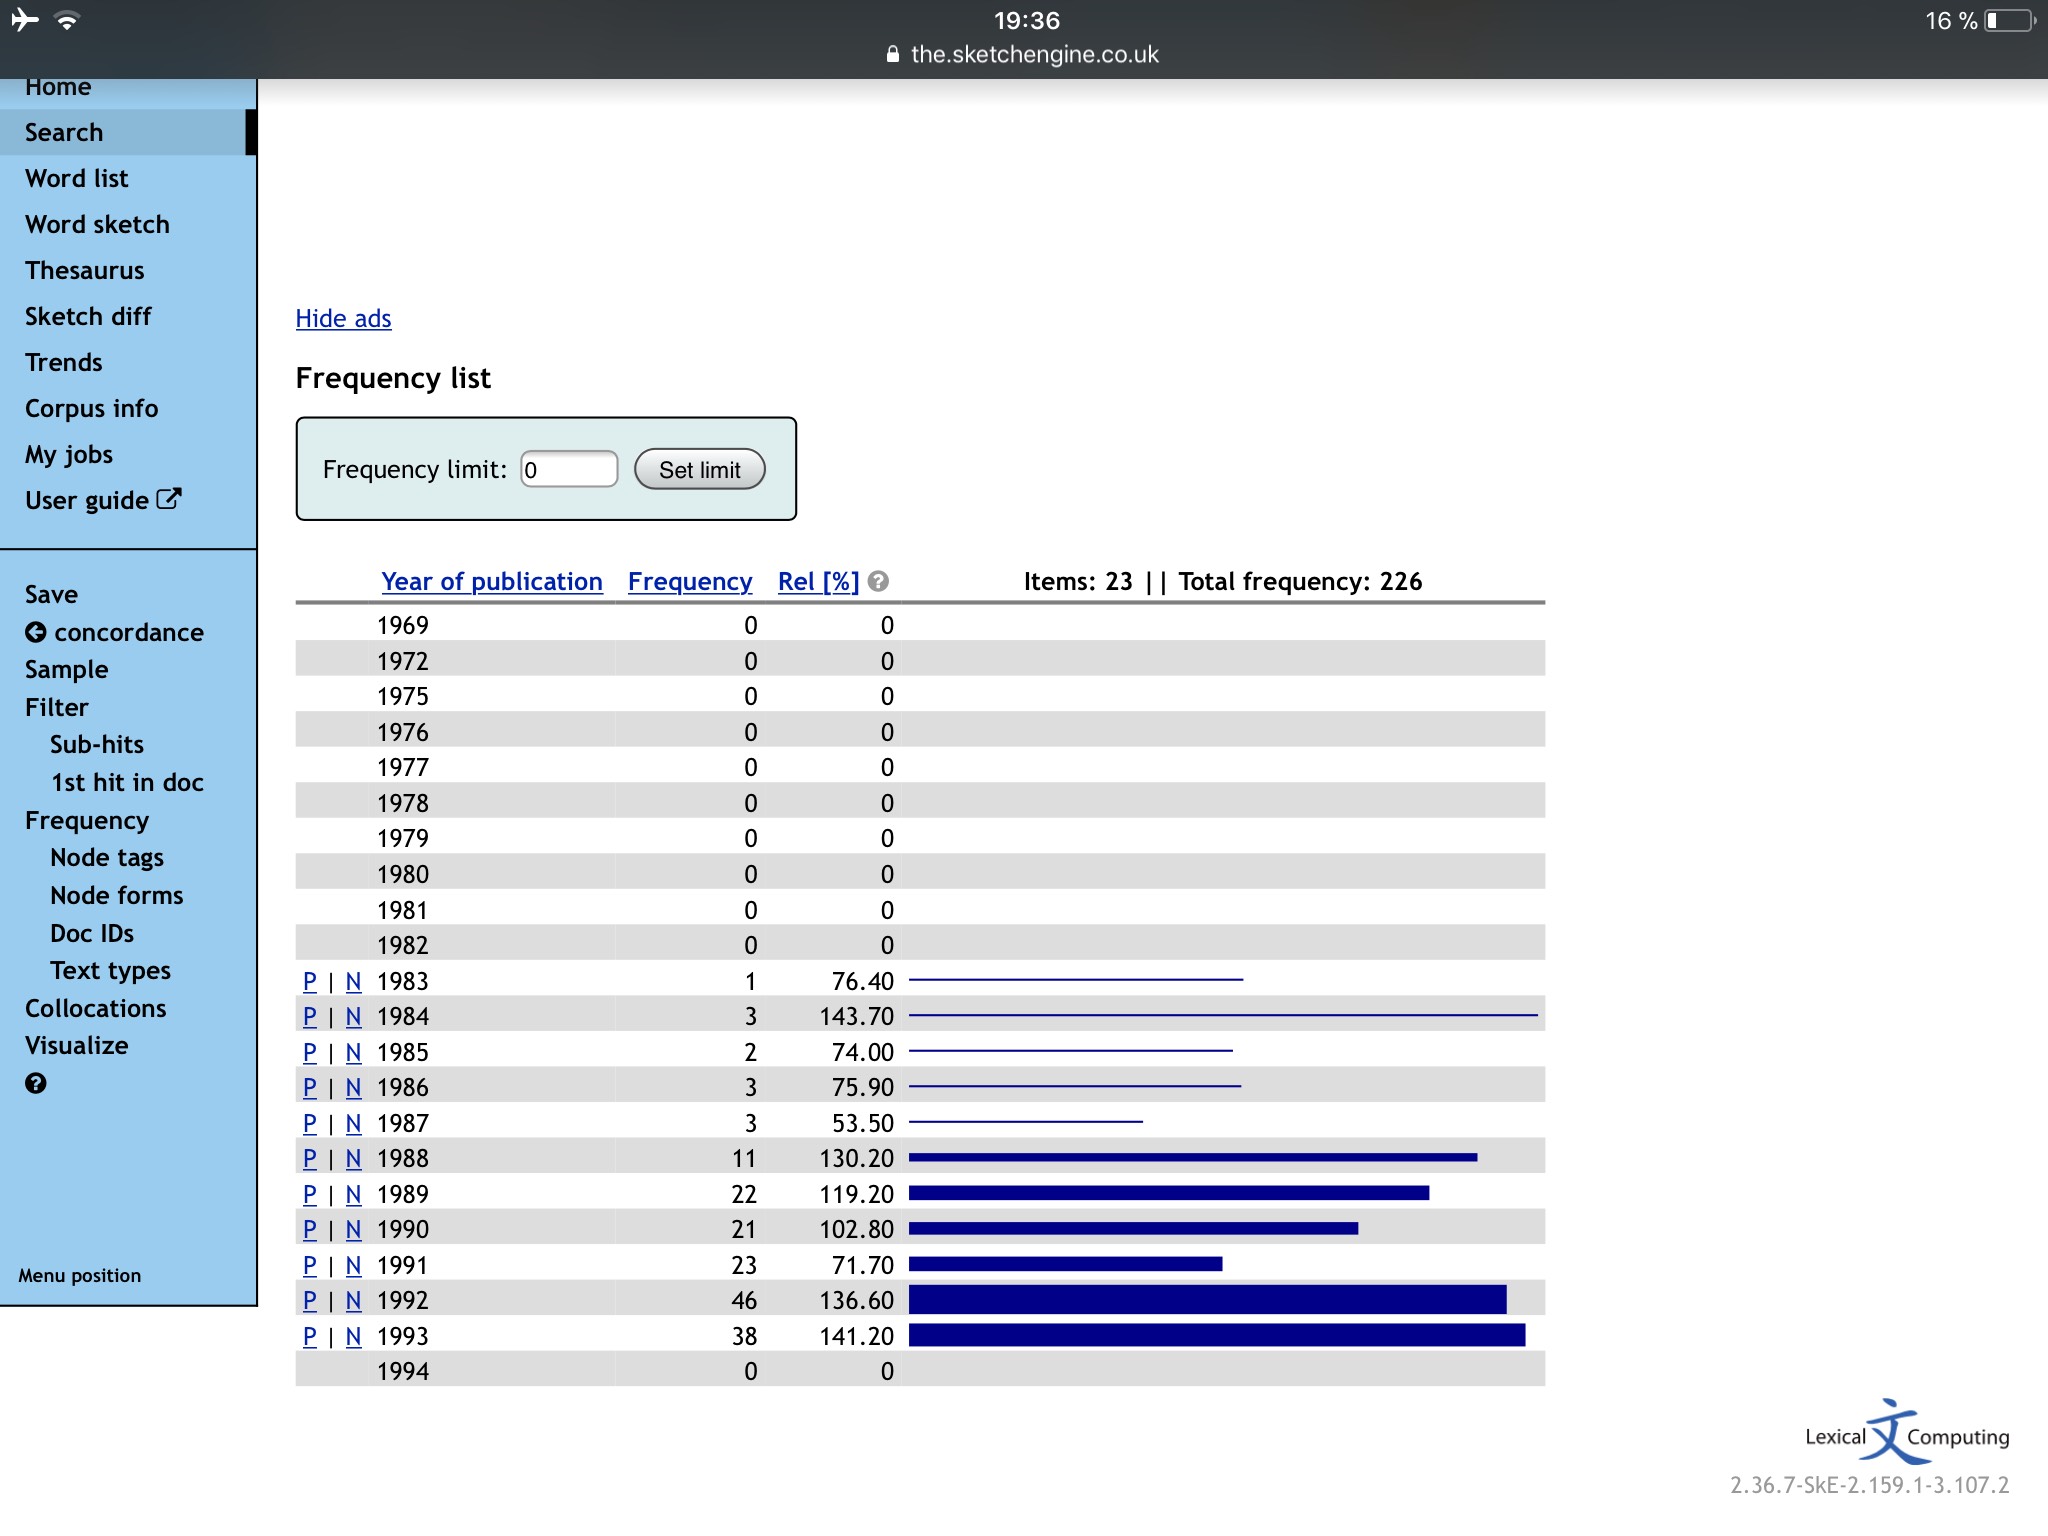 19:36
16 %
the.sketchengine.co.uk
Home
Search
Word list
Word sketch
Thesaurus
Sketch diff
Trends
Corpus info
My jobs
User guide
Save
concordance
Sample
Filter
Sub-hits
1st hit in doc
Frequency
Node tags
Node forms
Doc IDs
Text types
Collocations
Visualize
?
Menu position
Hide ads
Frequency list
Frequency limit: 0 Set limit
Year of publication Frequency Rel [%] ? Items: 23 || Total frequency: 226
1969 0 0
1972 0 0
1975 0 0
1976 0 0
1977 0 0
1978 0 0
1979 0 0
1980 0 0
1981 0 0
1982 0 0
P | N 1983 1 76.40
P | N 1984 3 143.70
P | N 1985 2 74.00
P | N 1986 3 75.90
P | N 1987 3 53.50
P | N 1988 11 130.20
P | N 1989 22 119.20
P | N 1990 21 102.80
P | N 1991 23 71.70
P | N 1992 46 136.60
P | N 1993 38 141.20
1994 0 0
Lexical 文 Computing
2.36.7-SkE-2.159.1-3.107.2